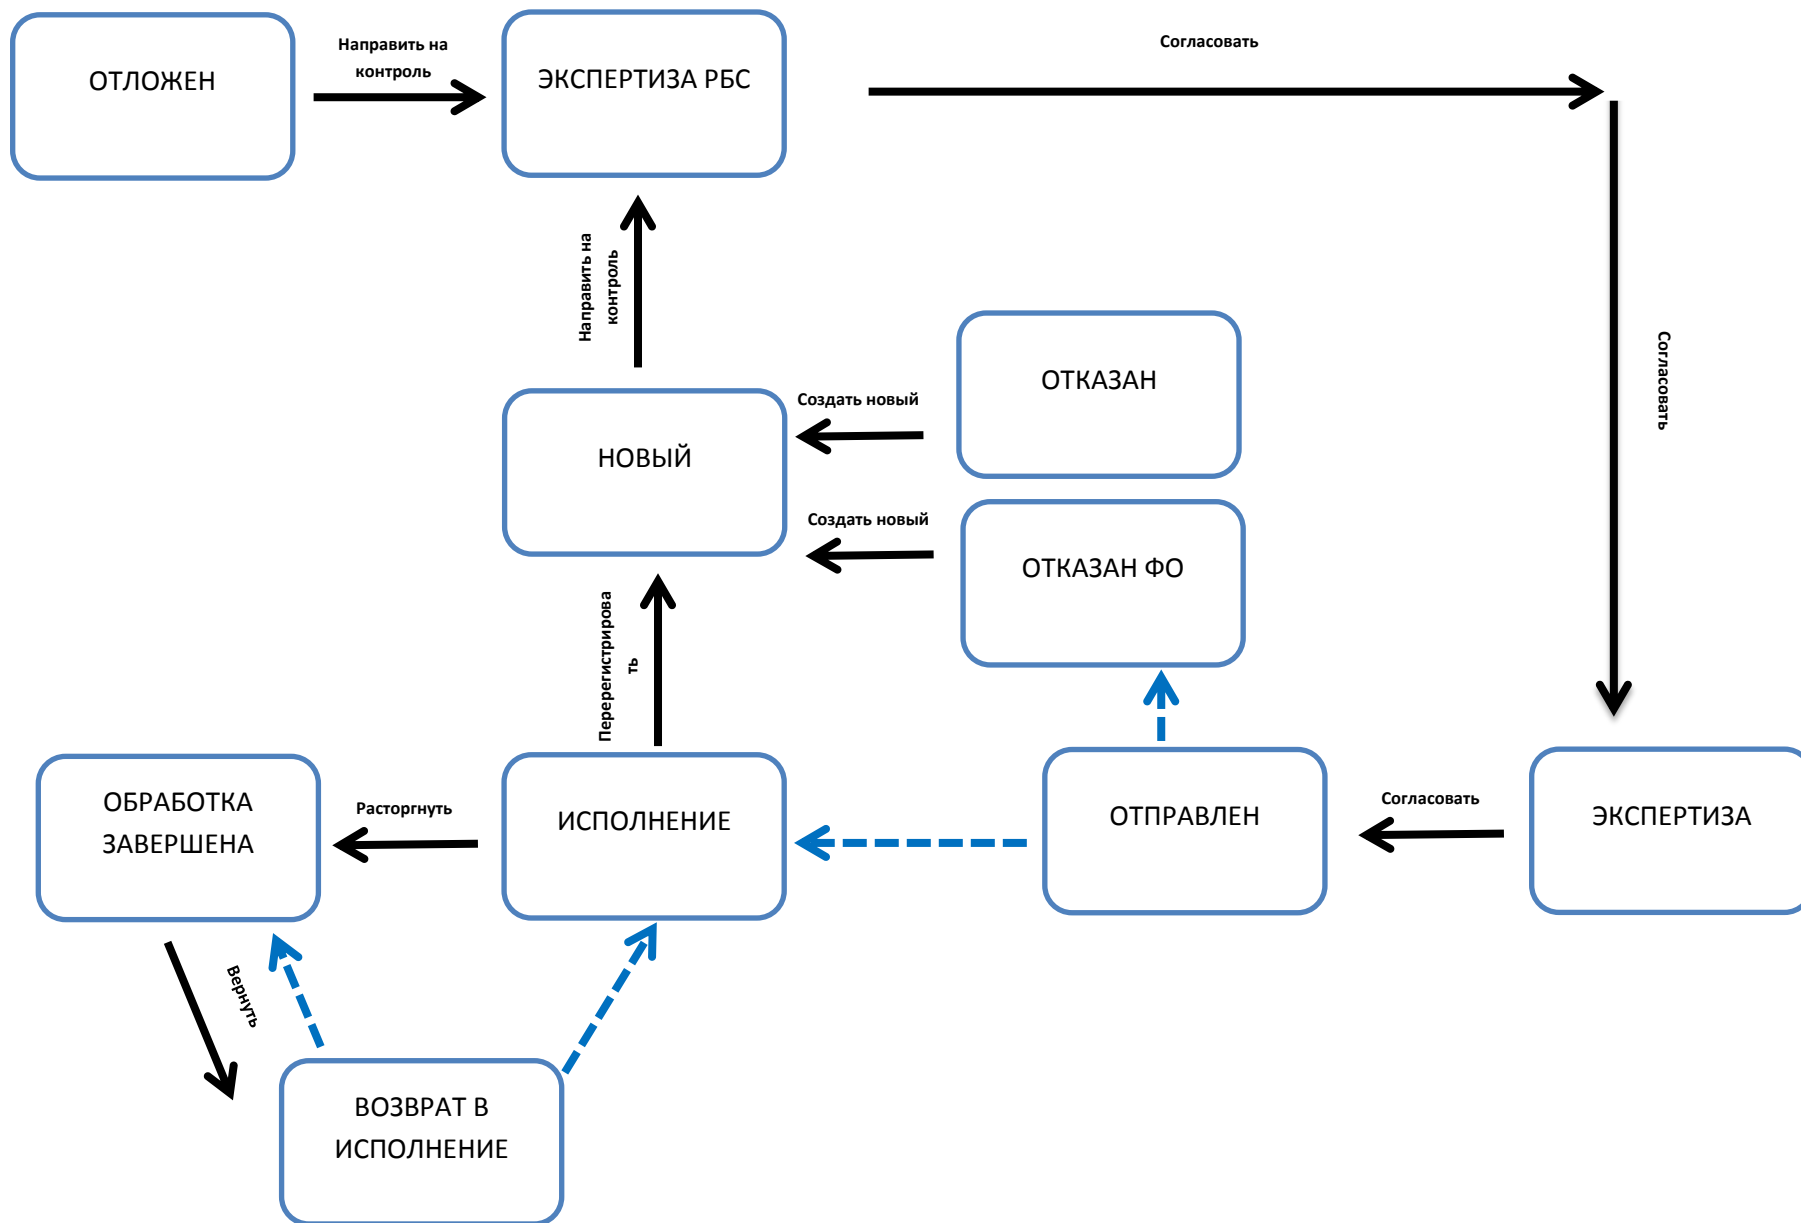 ОТЛОЖЕН
Направить на
контроль
ЭКСПЕРТИЗА РБС
Согласовать
Направить на
контроль
Согласовать
ОТКАЗАН
Создать новый
НОВЫЙ
Создать новый
ОТКАЗАН ФО
Перерегистрирова
ть
ОБРАБОТКА
ЗАВЕРШЕНА
Расторгнуть
ИСПОЛНЕНИЕ
ОТПРАВЛЕН
Согласовать
ЭКСПЕРТИЗА
Вернуть
ВОЗВРАТ В
ИСПОЛНЕНИЕ